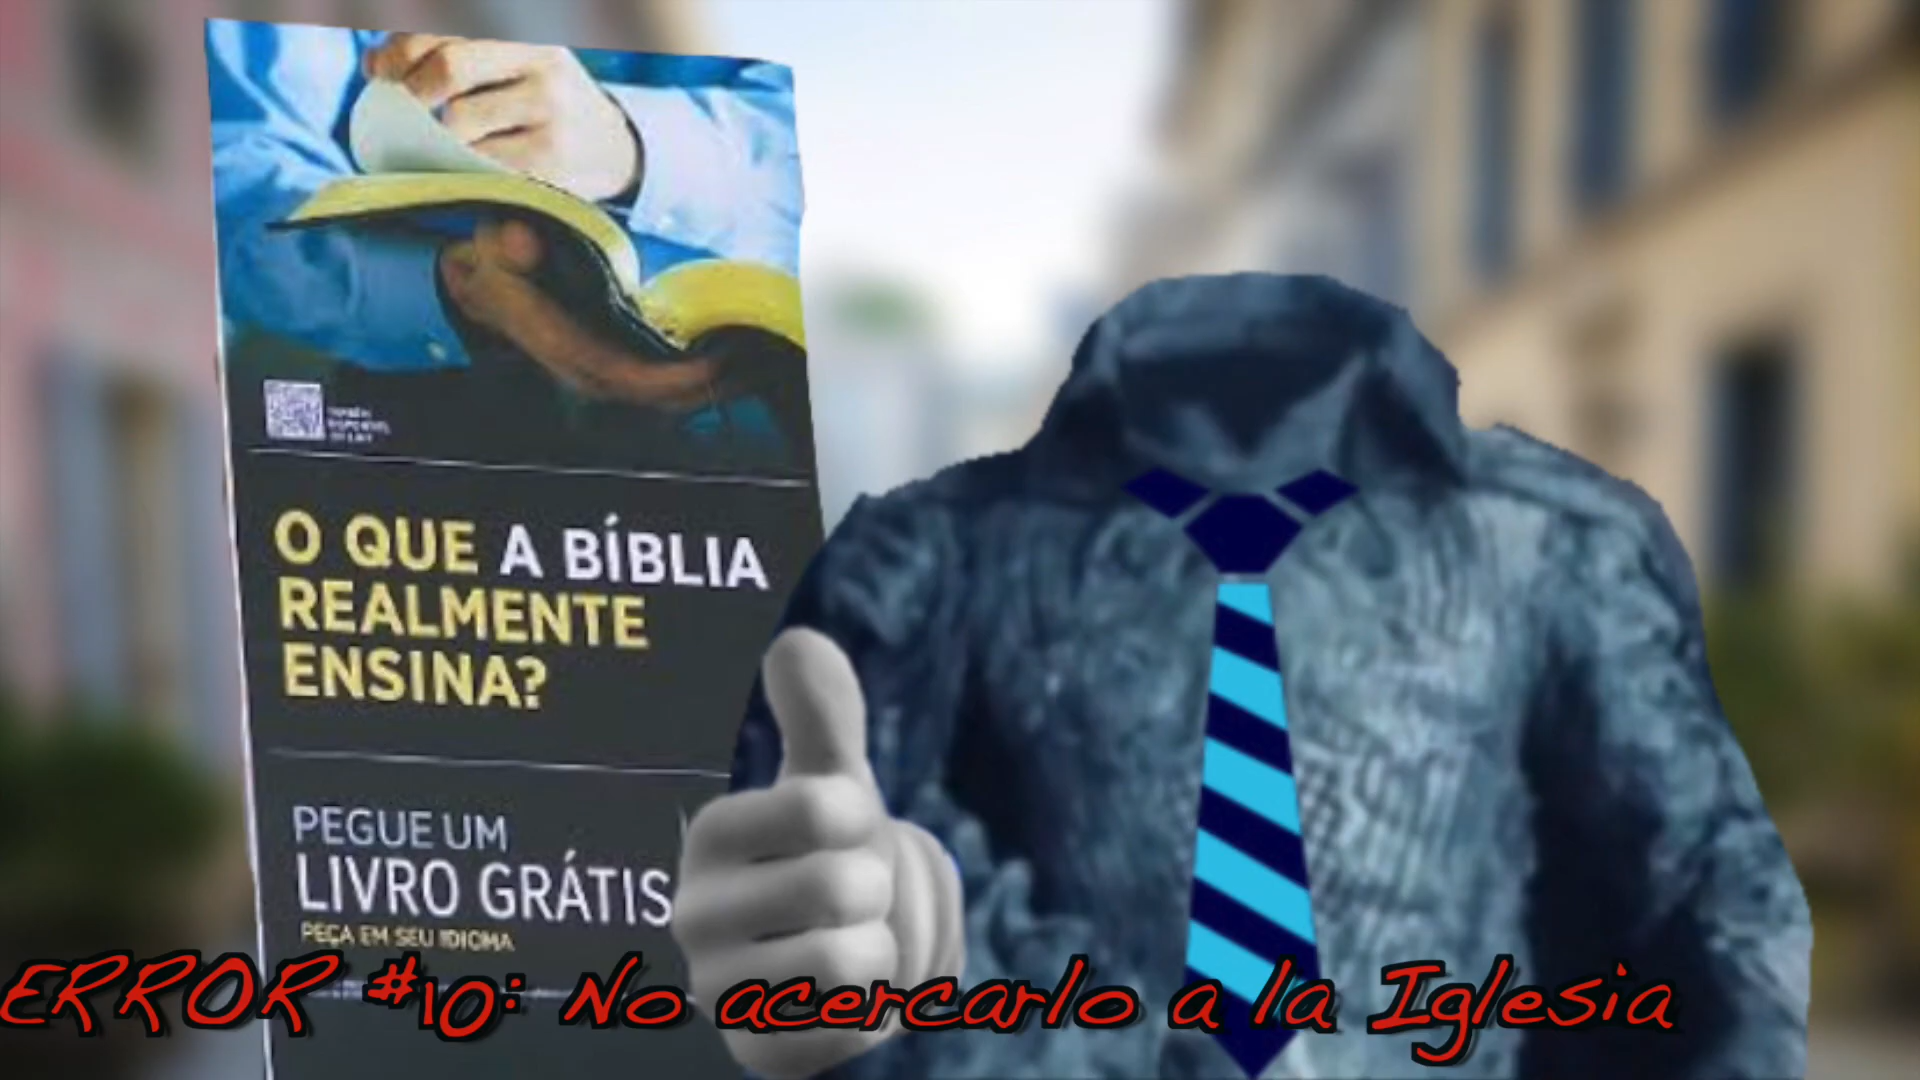 O QUE A BÍBLIA
REALMENTE
ENSINA?
PEGUE UM
LIVRO GRÁTIS
PEÇA EM SEU IDIOMA
ERROR #10: No acercarlo a la Iglesia